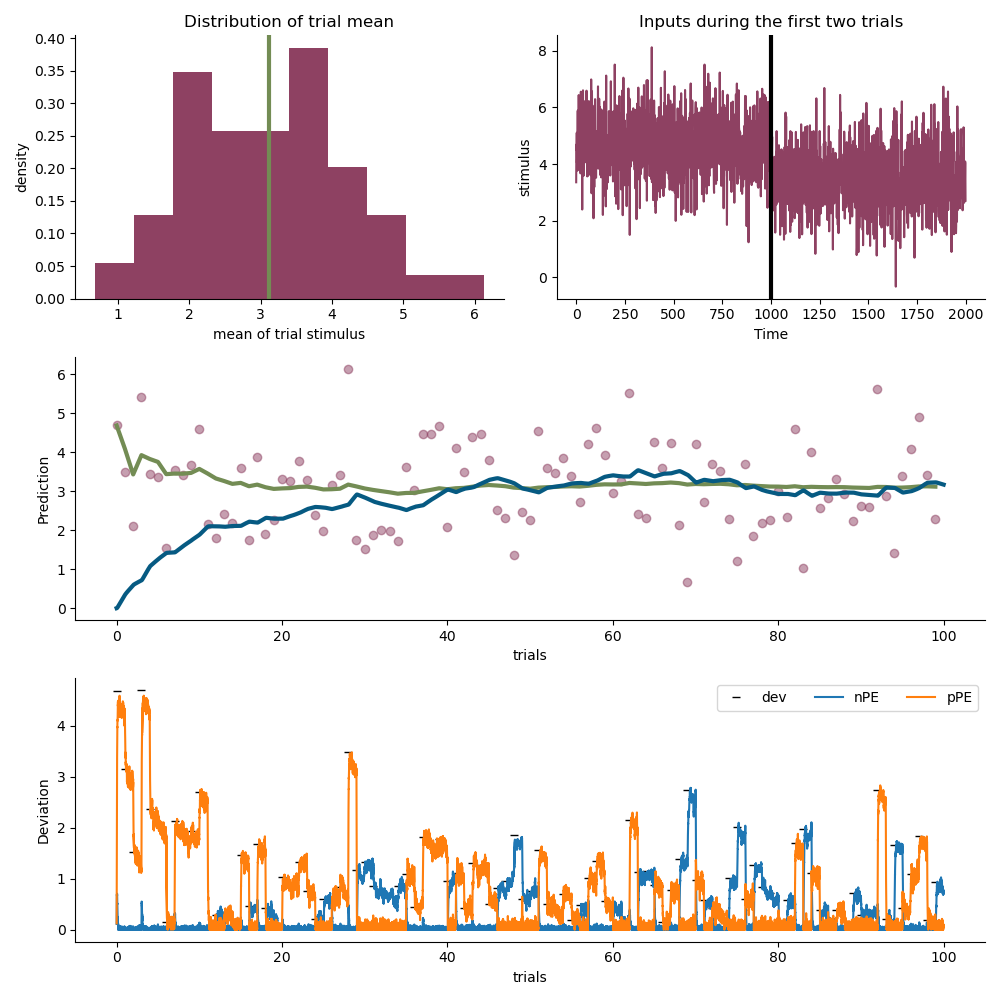 Distribution of trial mean
0.40
0.35
0.30
0.25
0.20
0.15
0.10
0.05
0.00
density
1 2 3 4 5 6
mean of trial stimulus
Inputs during the first two trials
8
6
4
2
0
stimulus
0 250 500 750 1000 1250 1500 1750 2000
Time
6
5
4
3
2
1
0
Prediction
0 20 40 60 80 100
trials
dev nPE pPE
4
3
2
1
0
Deviation
0 20 40 60 80 100
trials